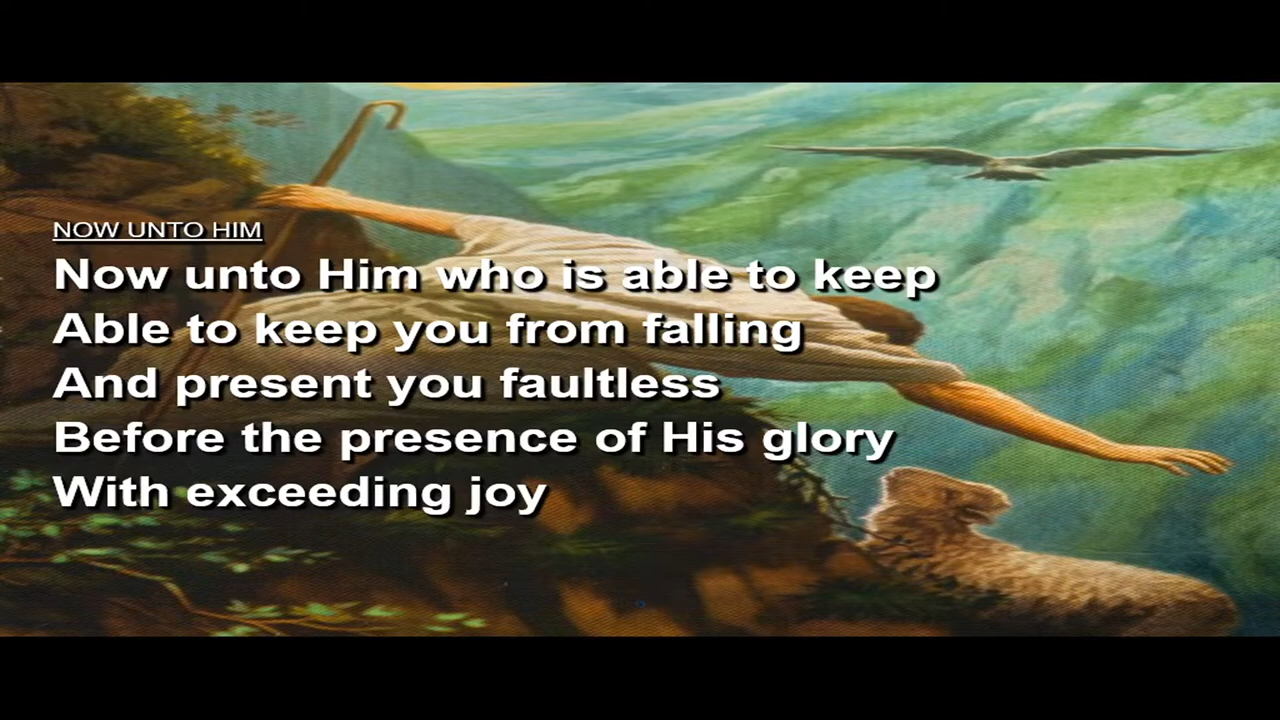 NOW UNTO HIM
Now unto Him who is able to keep
Able to keep you from falling
And present you faultless
Before the presence of His glory
With exceeding joy